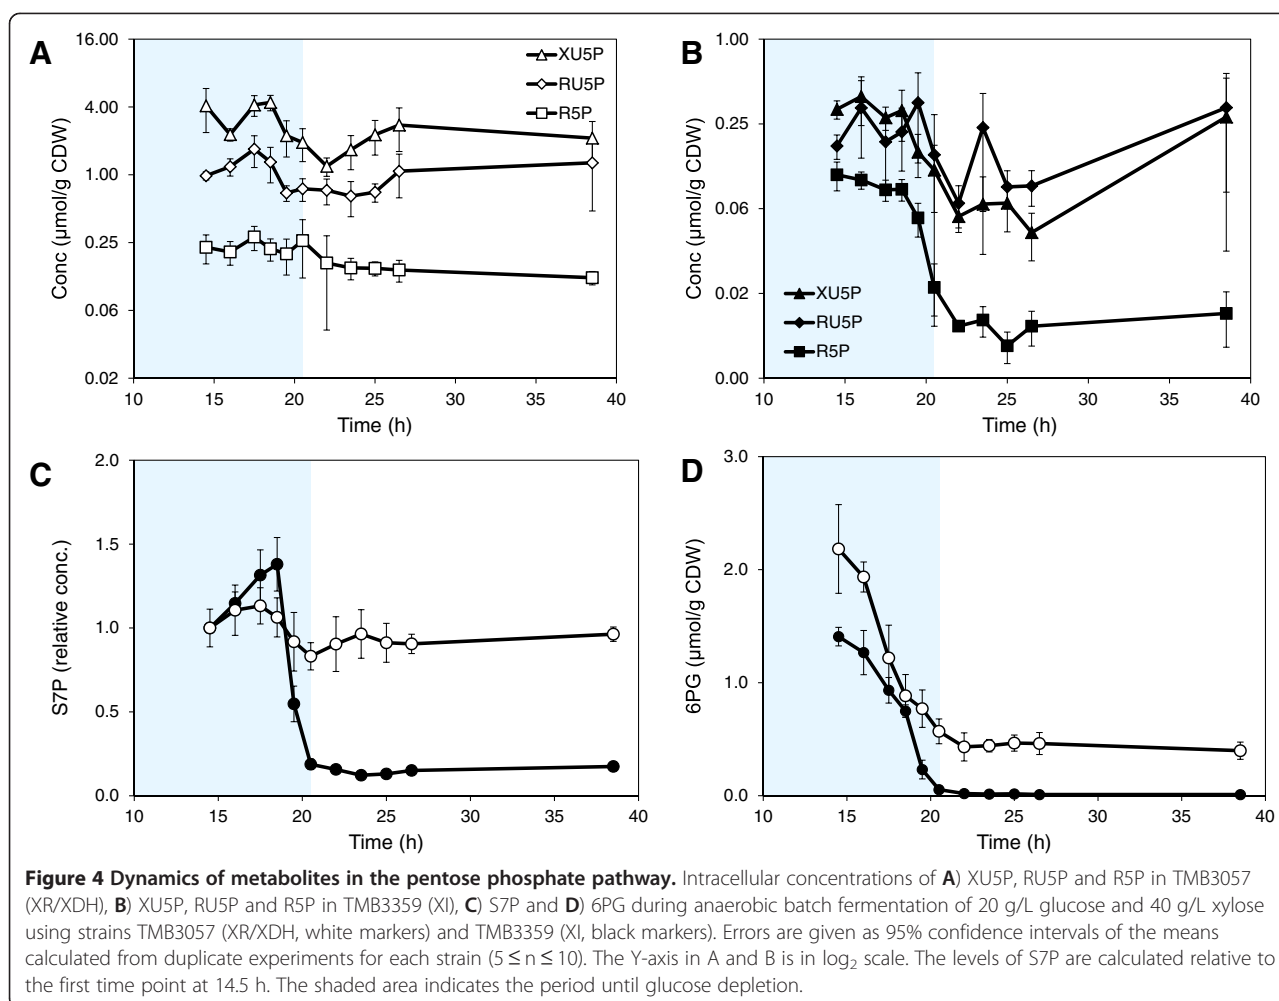 A
Conc (µmol/g CDW)
16.00
4.00
1.00
0.25
0.06
0.02
XU5P
RU5P
R5P
10 15 20 25 30 35 40
Time (h)
B
Conc (µmol/g CDW)
1.00
0.25
0.06
0.02
0.00
XU5P
RU5P
R5P
10 15 20 25 30 35 40
Time (h)
C
S7P (relative conc.)
2.0
1.5
1.0
0.5
0.0
10 15 20 25 30 35 40
Time (h)
D
6PG (µmol/g CDW)
3.0
2.0
1.0
0.0
10 15 20 25 30 35 40
Time (h)
Figure 4 Dynamics of metabolites in the pentose phosphate pathway. Intracellular concentrations of A) XU5P, RU5P and R5P in TMB3057
(XR/XDH), B) XU5P, RU5P and R5P in TMB3359 (XI), C) S7P and D) 6PG during anaerobic batch fermentation of 20 g/L glucose and 40 g/L xylose
using strains TMB3057 (XR/XDH, white markers) and TMB3359 (XI, black markers). Errors are given as 95% confidence intervals of the means
calculated from duplicate experiments for each strain (5 ≤ n ≤ 10). The Y-axis in A and B is in log₂ scale. The levels of S7P are calculated relative to
the first time point at 14.5 h. The shaded area indicates the period until glucose depletion.